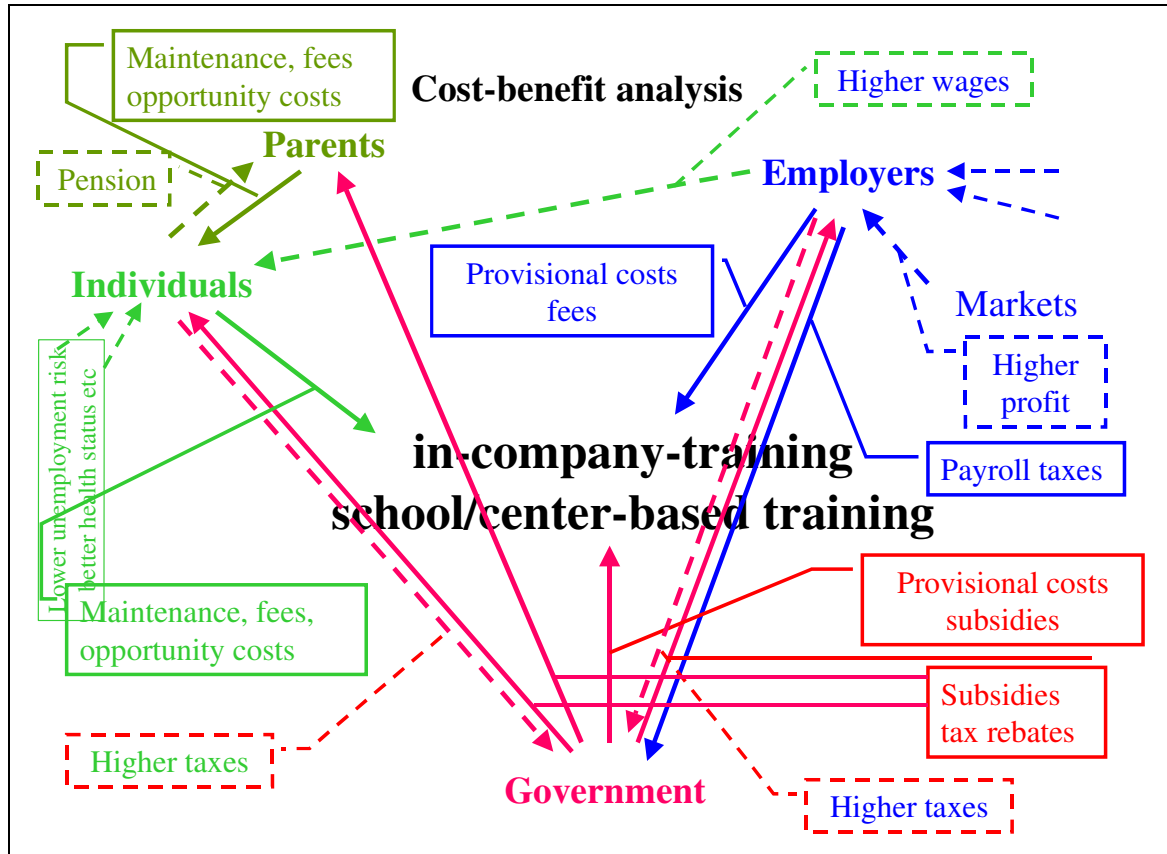 Maintenance, fees
opportunity costs
Cost-benefit analysis
Higher wages
Parents
Pension
Employers
Individuals
Provisional costs
fees
Markets
Higher
profit
Lower unemployment risk
better health status etc
in-company-training
school/center-based training
Payroll taxes
Maintenance, fees,
opportunity costs
Provisional costs
subsidies
Subsidies
tax rebates
Higher taxes
Government
Higher taxes